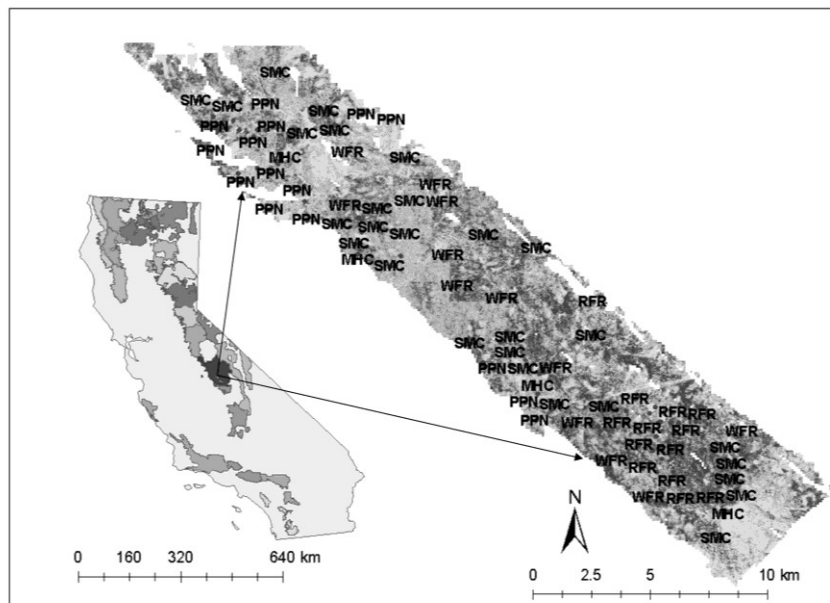 SMC
SMC SMC PPN
SMC PPN PPN
PPN PPN SMC SMC
PPN PPN MHC WFR SMC
PPN PPN PPN WFR
PPN PPN WFR SMC SMC WFR
SMC SMC SMC SMC
SMC WFR SMC
MHC SMC
WFR WFR RFR
SMC SMC SMC
SMC
PPN SMC WFR
MHC
PPN SMC SMC RFR
RFR RFR
PPN WFR RFR RFR RFR WFR
RFR RFR SMC
WFR RFR SMC
RFR SMC
WFR RFR RFR SMC
MHC
SMC
N
0 160 320 640 km
0 2.5 5 10 km